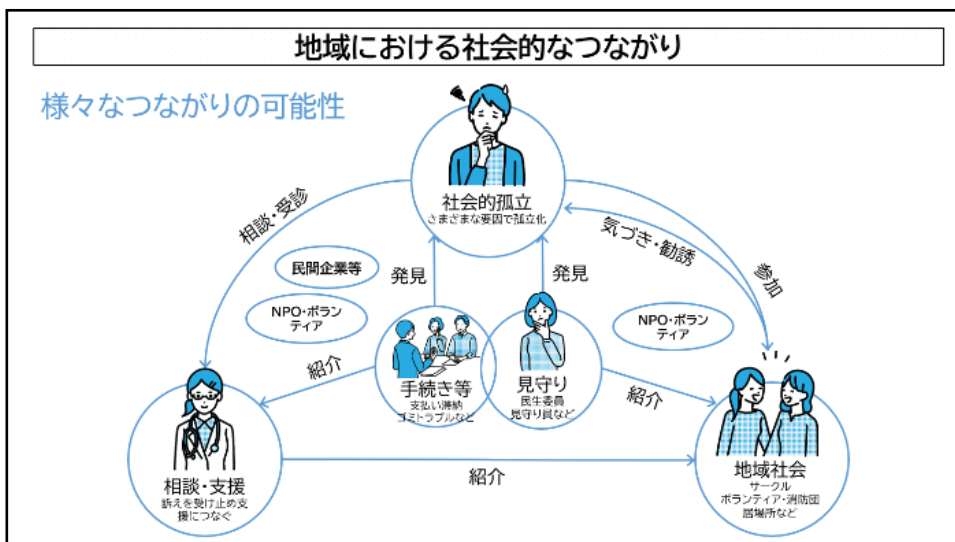 地域における社会的なつながり
様々なつながりの可能性
社会的孤立
さまざまな要因で孤立化
相談・受診
気づき・勧誘
参加
民間企業等
発見
発見
NPO・ボラン
ティア
NPO・ボラン
ティア
紹介
手続き等
支払い滞納
ゴミトラブルなど
見守り
民生委員
見守り員など
紹介
相談・支援
訴えを受け止め支
援につなぐ
紹介
地域社会
サークル
ボランティア・消防団
居場所など